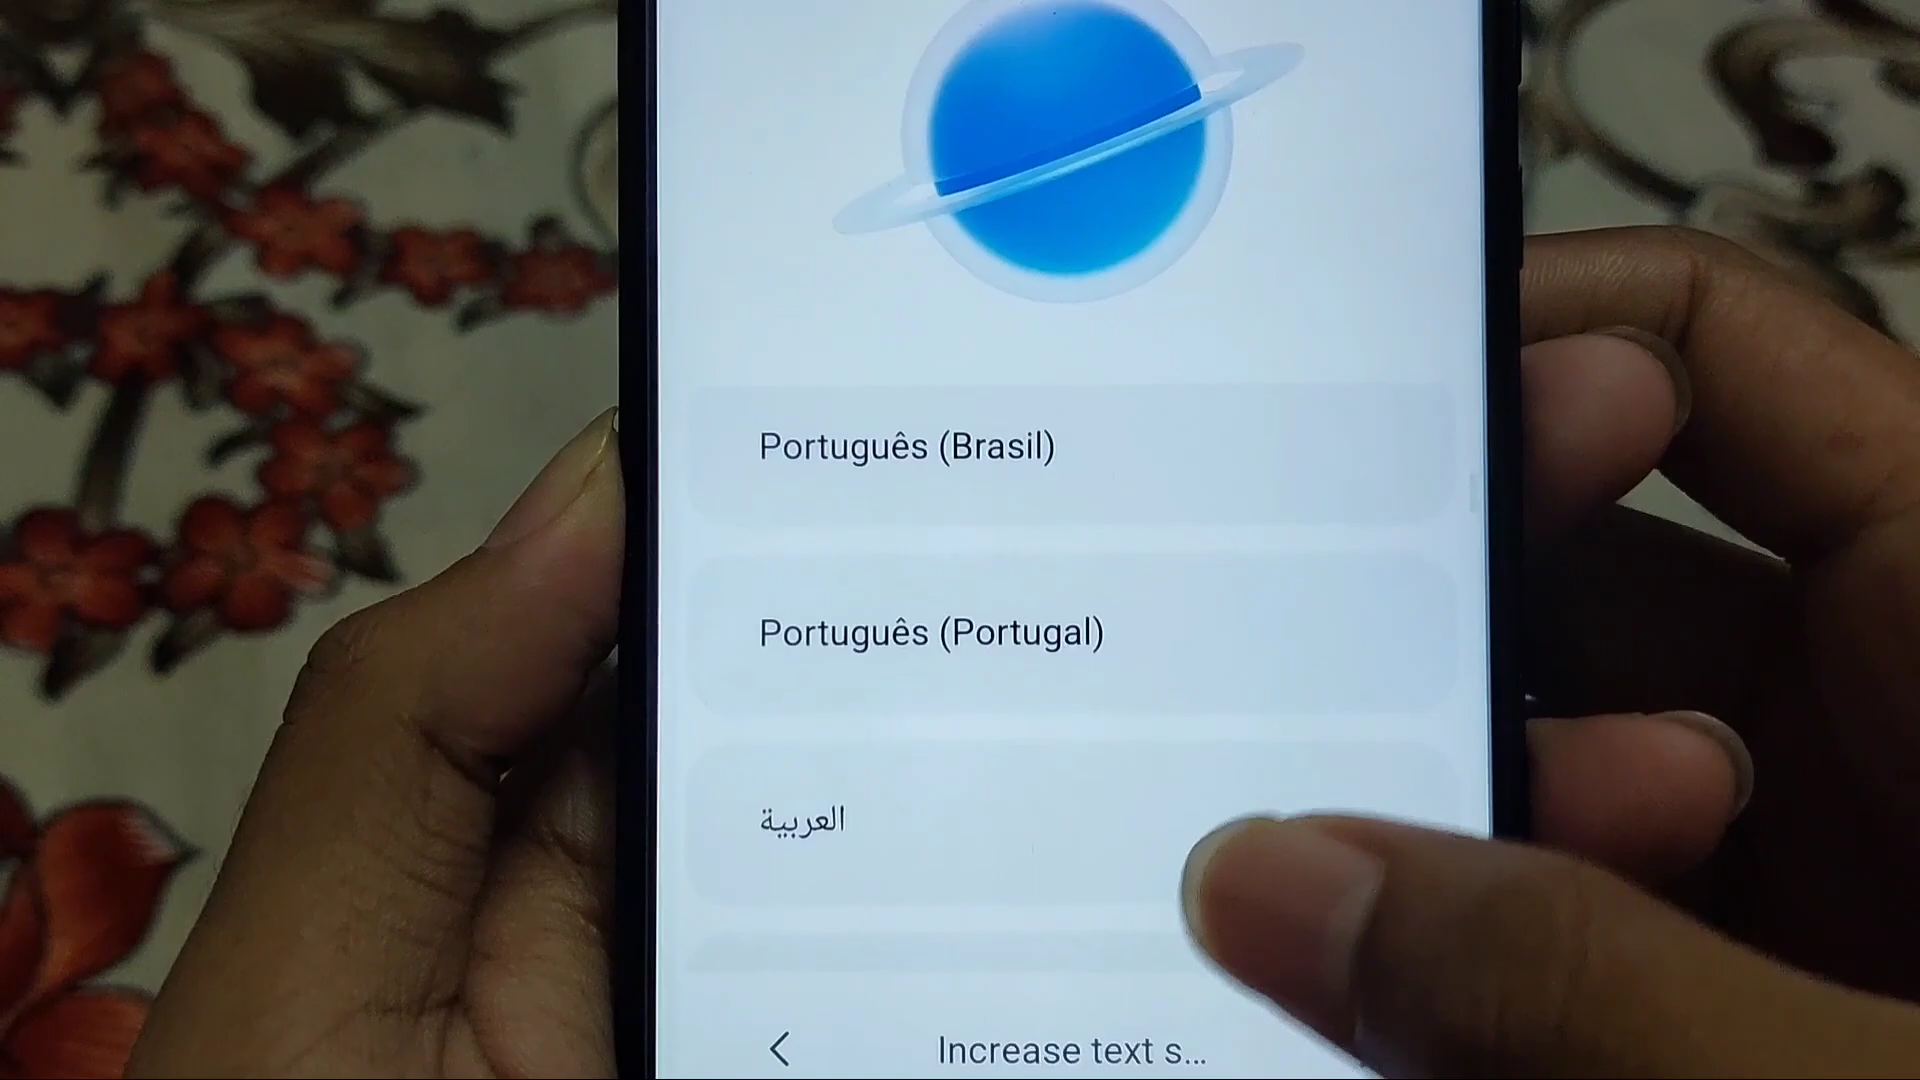 Português (Brasil)
Português (Portugal)
العربية
Increase text s...